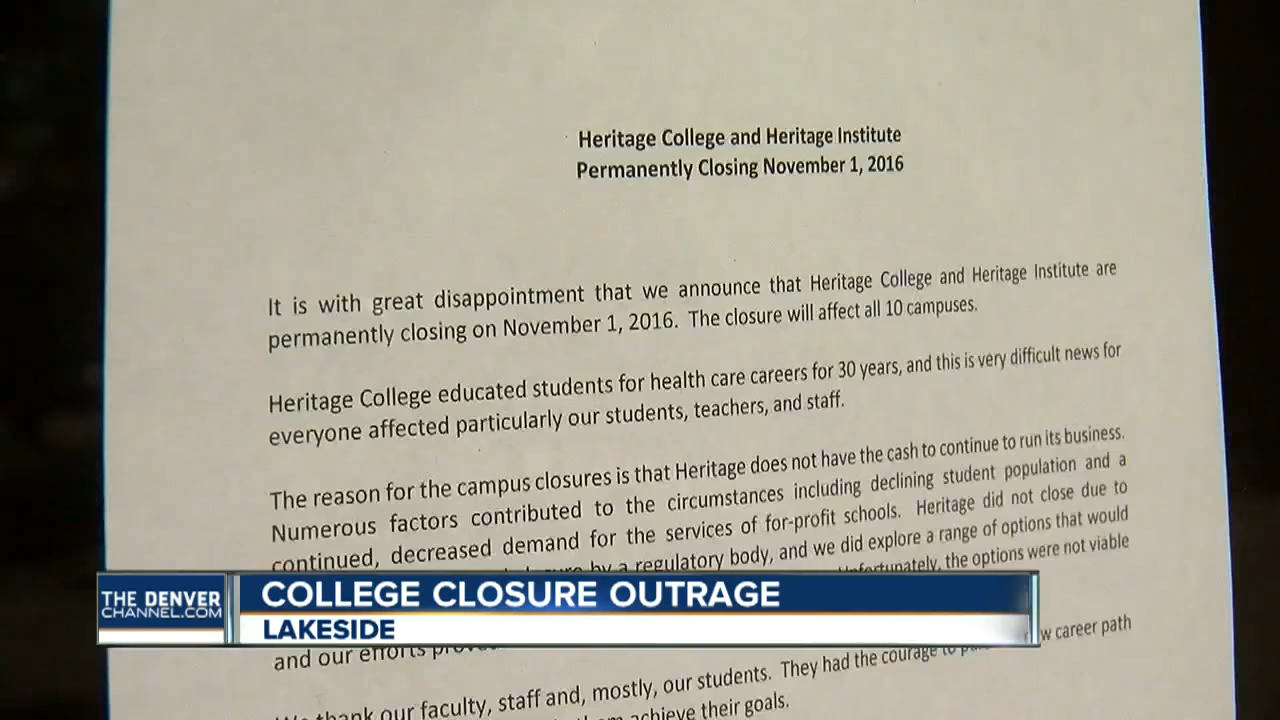 Heritage College and Heritage Institute
Permanently Closing November 1, 2016
It is with great disappointment that we announce that Heritage College and Heritage Institute are
permanently closing on November 1, 2016. The closure will affect all 10 campuses.
Heritage College educated students for health care careers for 30 years, and this is very difficult news for
everyone affected particularly our students, teachers, and staff.
The reason for the campus closures is that Heritage does not have the cash to continue to run its business.
Numerous factors contributed to the circumstances including declining student population and a
continued, decreased demand for the services of for-profit schools. Heritage did not close due to
by a regulatory body, and we did explore a range of options that would
Unfortunately, the options were not viable
THE DENVER
CHANNEL.COM
COLLEGE CLOSURE OUTRAGE
LAKESIDE
and our efforts
career path
We thank our faculty, staff and, mostly, our students. They had the courage to
achieve their goals.